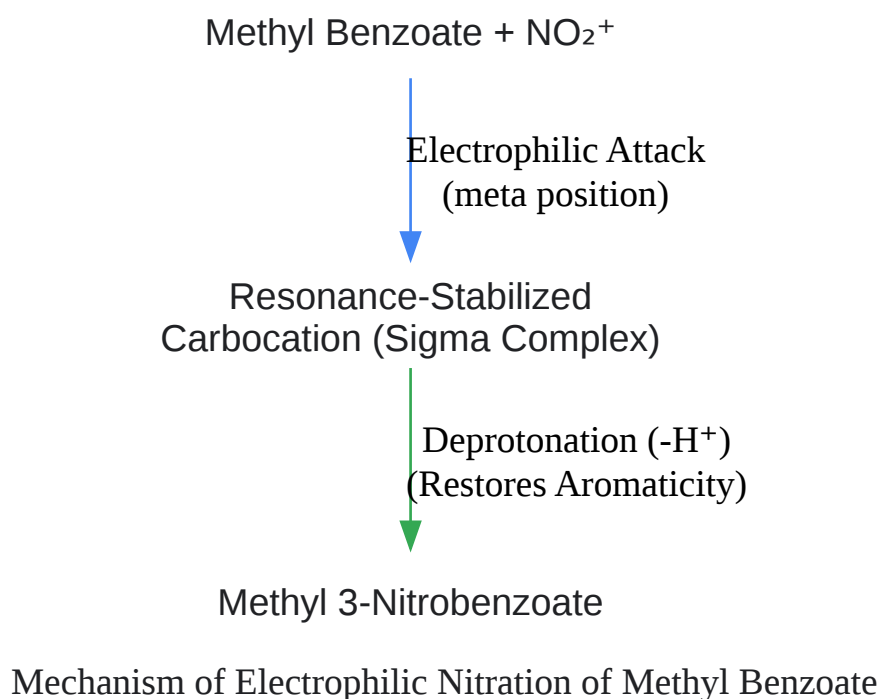 Methyl Benzoate + NO₂⁺
Electrophilic Attack
(meta position)
Resonance-Stabilized
Carbocation (Sigma Complex)
Deprotonation (-H⁺)
(Restores Aromaticity)
Methyl 3-Nitrobenzoate
Mechanism of Electrophilic Nitration of Methyl Benzoate